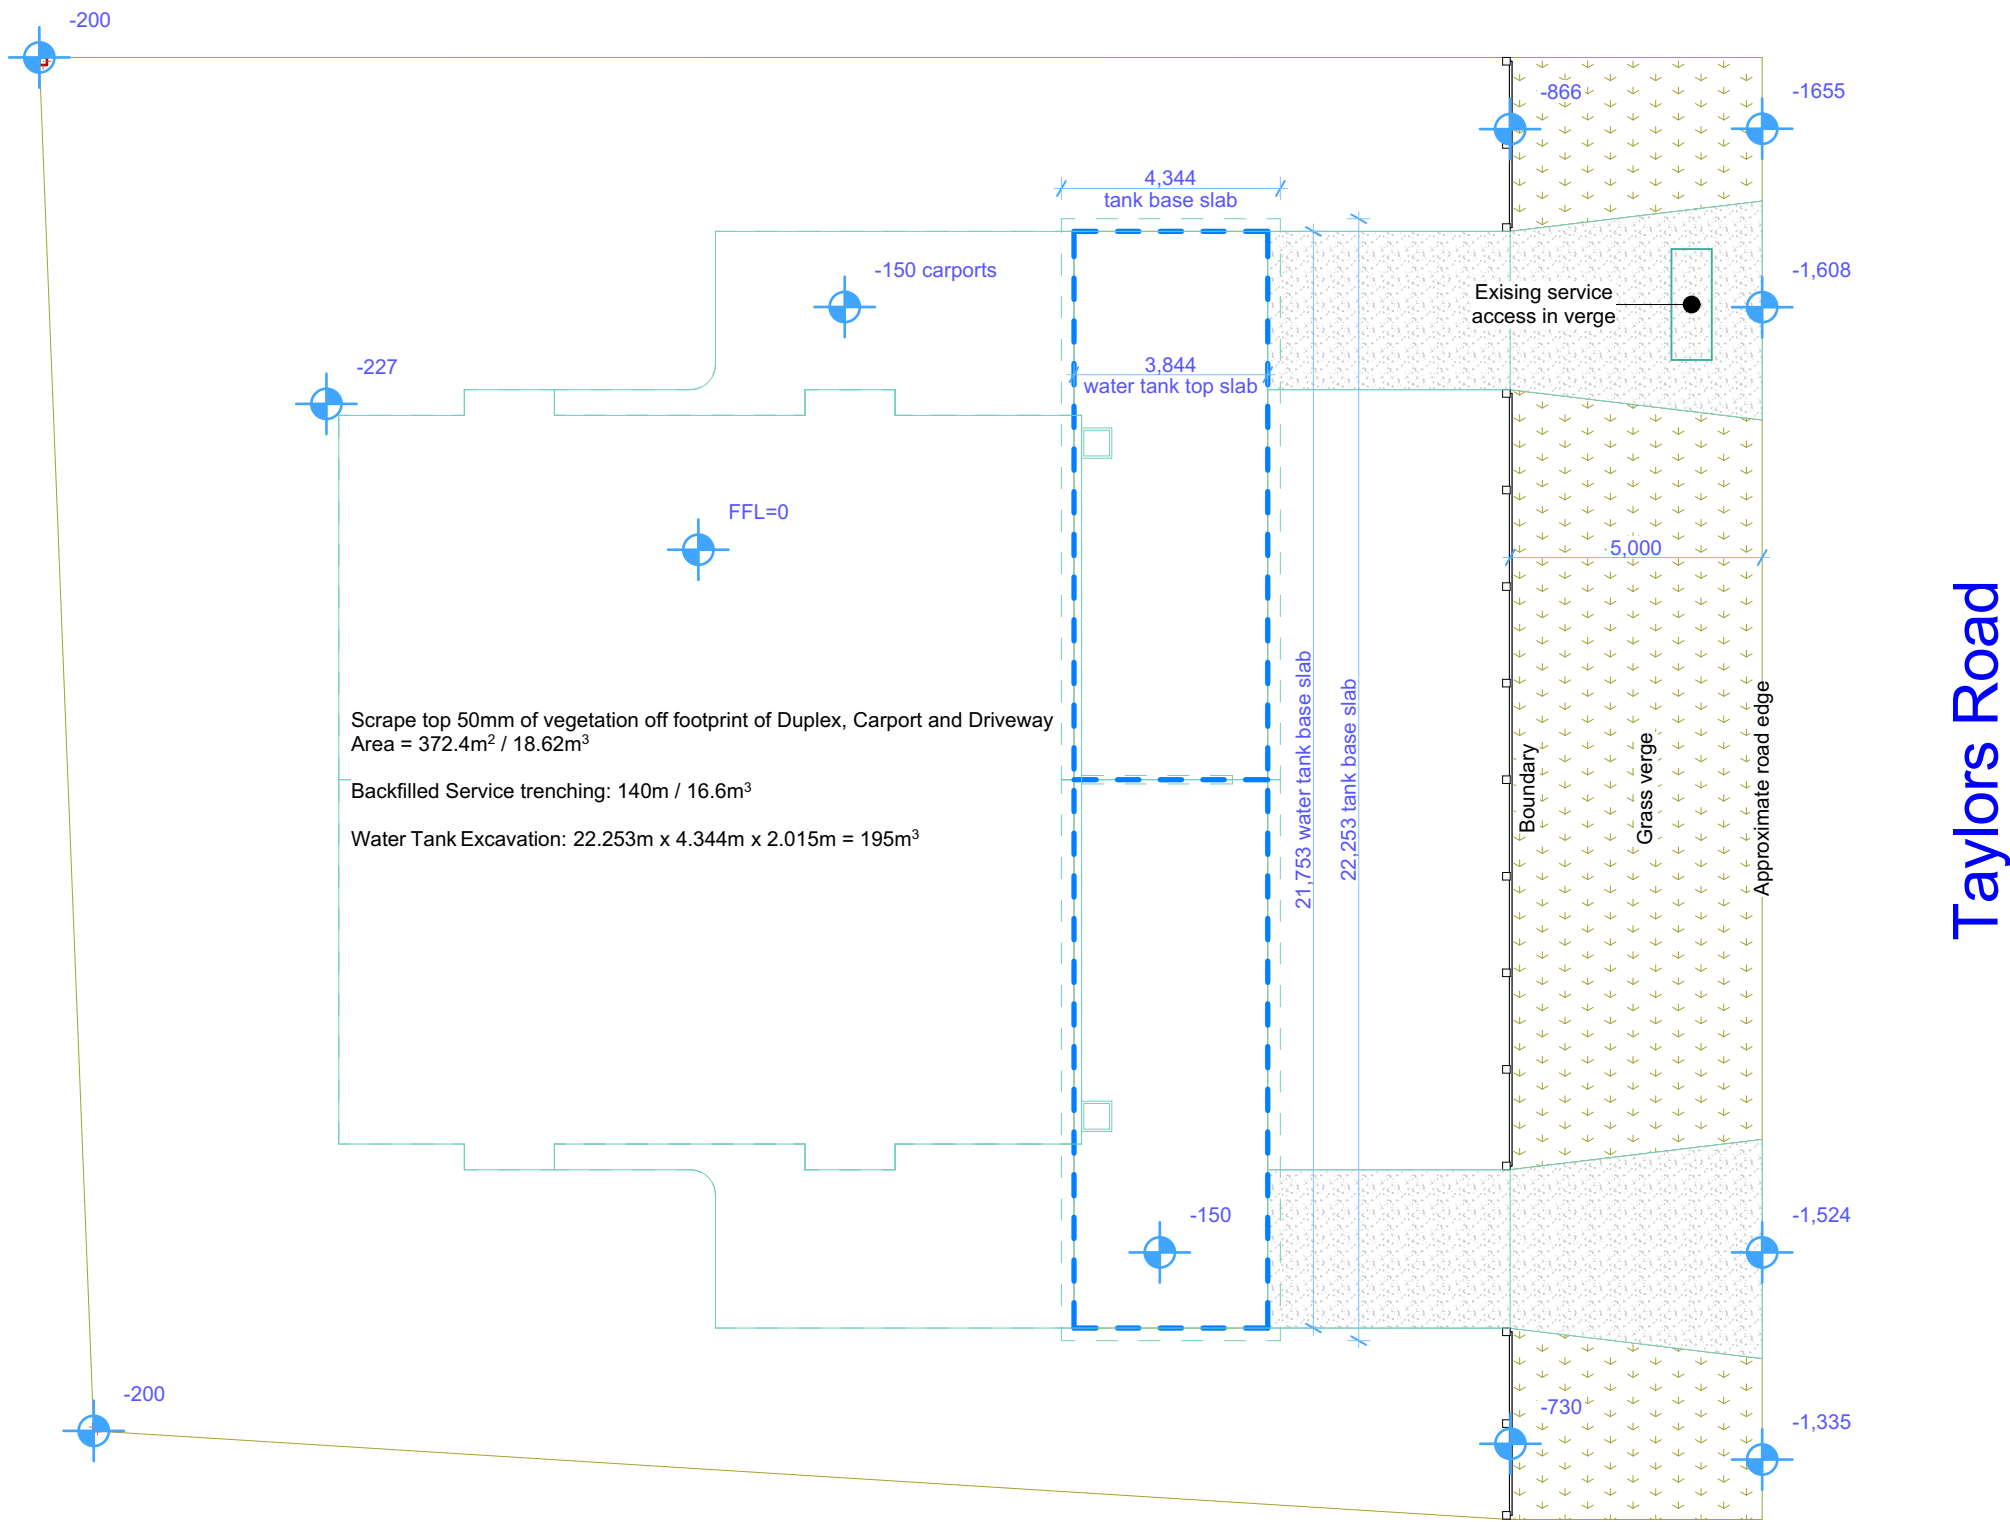 -200
-866
-1655
4,344
tank base slab
-150 carports
-1,608
Exising service
access in verge
-227
3,844
water tank top slab
FFL=0
5,000
Taylors Road
Scrape top 50mm of vegetation off footprint of Duplex, Carport and Driveway
Area = 372.4m² / 18.62m³
Backfilled Service trenching: 140m / 16.6m³
Water Tank Excavation: 22.253m x 4.344m x 2.015m = 195m³
21,753 water tank base slab
22,253 tank base slab
Boundary
Grass verge
Approximate road edge
-150
-1,524
-200
-730
-1,335